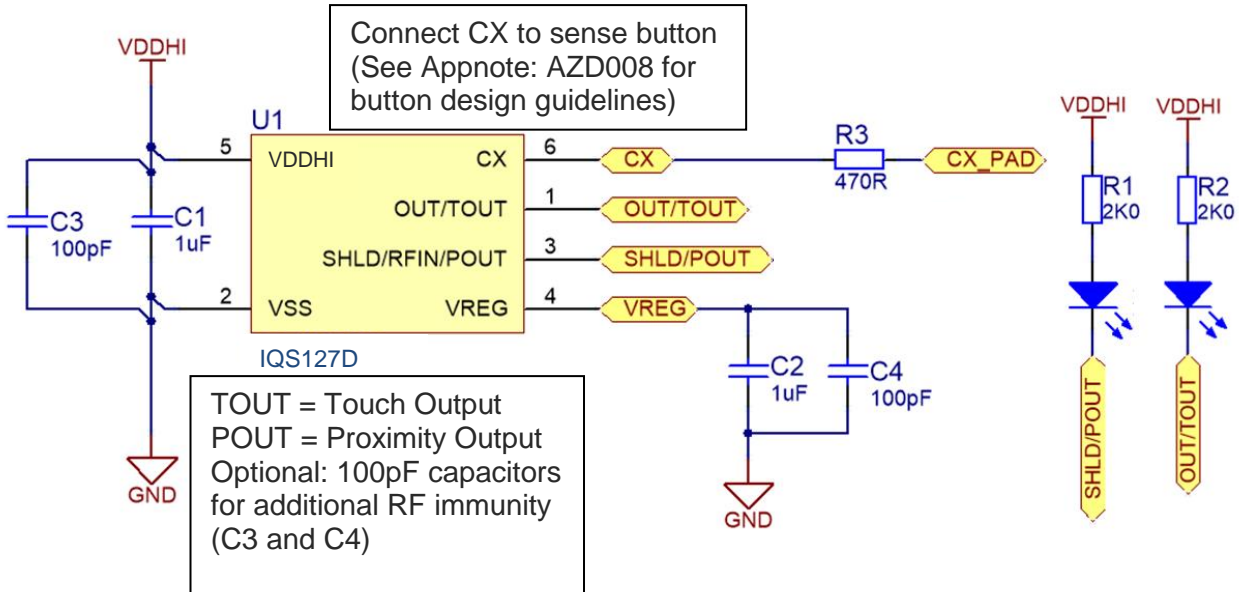 Connect CX to sense button
(See Appnote: AZD008 for
button design guidelines)
VDDHI
U1
5
VDDHI
CX
6
CX
R3
470R
CX_PAD
OUT/TOUT
1
OUT/TOUT
SHLD/RFIN/POUT
3
SHLD/POUT
2
VSS
VREG
4
VREG
C3
100pF
C1
1uF
IQS127D
C2
1uF
C4
100pF
GND
GND
TOUT = Touch Output
POUT = Proximity Output
Optional: 100pF capacitors
for additional RF immunity
(C3 and C4)
VDDHI
R1
2K0
SHLD/POUT
VDDHI
R2
2K0
OUT/TOUT